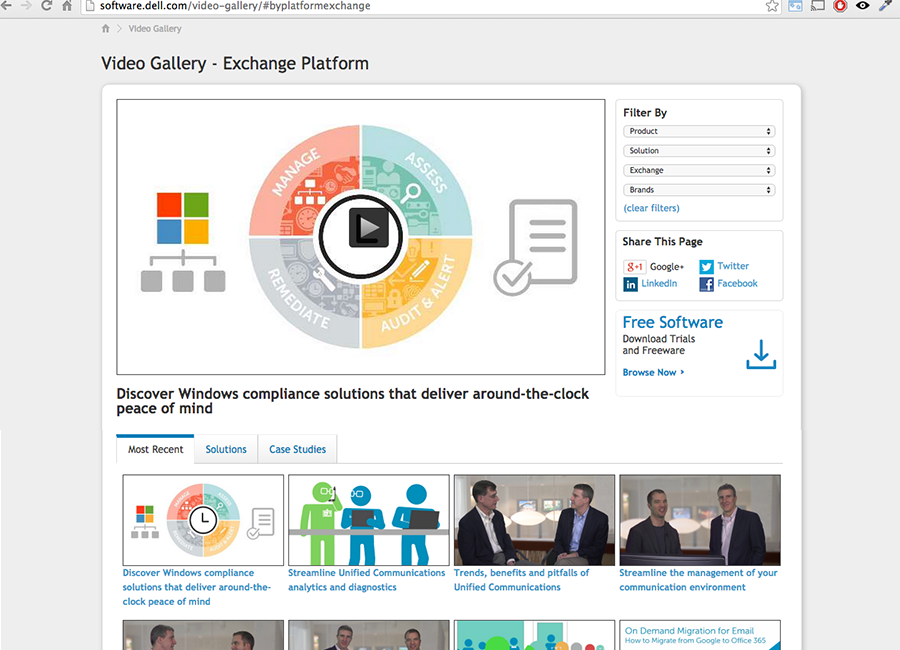 software.dell.com/video-gallery/#byplatformexchange
Video Gallery
Video Gallery - Exchange Platform
MANAGE
ASSESS
REMEDIATE
AUDIT & ALERT
Discover Windows compliance solutions that deliver around-the-clock
peace of mind
Filter By
Product
Solution
Exchange
Brands
(clear filters)
Share This Page
g+1 Google+
Twitter
in LinkedIn
f Facebook
Free Software
Download Trials
and Freeware
Browse Now
Most Recent
Solutions
Case Studies
Discover Windows compliance
solutions that deliver around-the-
clock peace of mind
Streamline Unified Communications
analytics and diagnostics
Trends, benefits and pitfalls of
Unified Communications
Streamline the management of your
communication environment
On Demand Migration for Email
How to Migrate from Google to Office 365